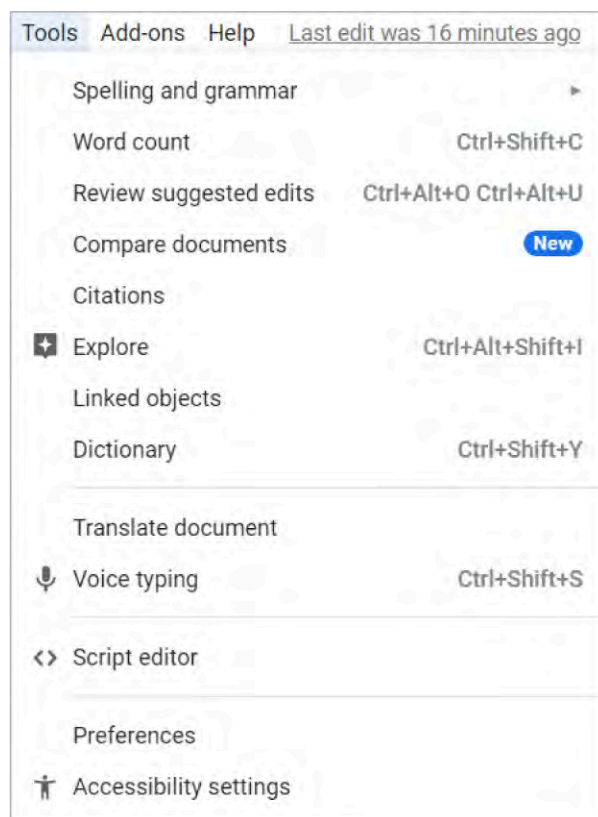 Tools Add-ons Help Last edit was 16 minutes ago
Spelling and grammar
Word count Ctrl+Shift+C
Review suggested edits Ctrl+Alt+O Ctrl+Alt+U
Compare documents New
Citations
Explore Ctrl+Alt+Shift+I
Linked objects
Dictionary Ctrl+Shift+Y
Translate document
Voice typing Ctrl+Shift+S
Script editor
Preferences
Accessibility settings